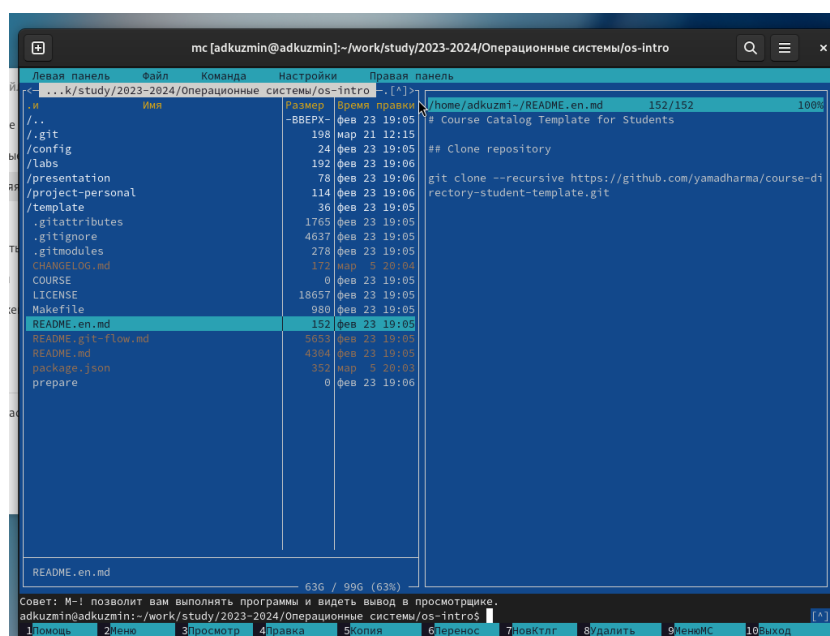 mc [adkuzmin@adkuzmin]:~/work/study/2023-2024/Операционные системы/os-intro
Левая панель Файл Команда Настройки Правая панель
<— ...k/study/2023-2024/Операционные системы/os-intro —.[^]>
.и Имя Размер Время правки
/.. -ВВЕРХ- фев 23 19:05
/.git 198 мар 21 12:15
/config 24 фев 23 19:05
/labs 192 фев 23 19:06
/presentation 78 фев 23 19:06
/project-personal 114 фев 23 19:06
/template 36 фев 23 19:05
.gitattributes 1765 фев 23 19:05
.gitignore 4637 фев 23 19:05
.gitmodules 278 фев 23 19:05
CHANGELOG.md 172 мар 5 20:04
COURSE 0 фев 23 19:05
LICENSE 18657 фев 23 19:05
Makefile 980 фев 23 19:05
README.en.md 152 фев 23 19:05
README.git-flow.md 5653 фев 23 19:05
README.md 4304 фев 23 19:05
package.json 352 мар 5 20:03
prepare 0 фев 23 19:06
README.en.md
63G / 99G (63%)
/home/adkuzmi~/README.en.md 152/152 100%
# Course Catalog Template for Students
## Clone repository
git clone --recursive https://github.com/yamadharma/course-di
rectory-student-template.git
Совет: M-! позволит вам выполнять программы и видеть вывод в просмотрщике.
adkuzmin@adkuzmin:~/work/study/2023-2024/Операционные системы/os-intro$ [^]
1Помощь 2Меню 3Просмотр 4Правка 5Копия 6Перенос 7НовКтлг 8Удалить 9МенюМС 10Выход